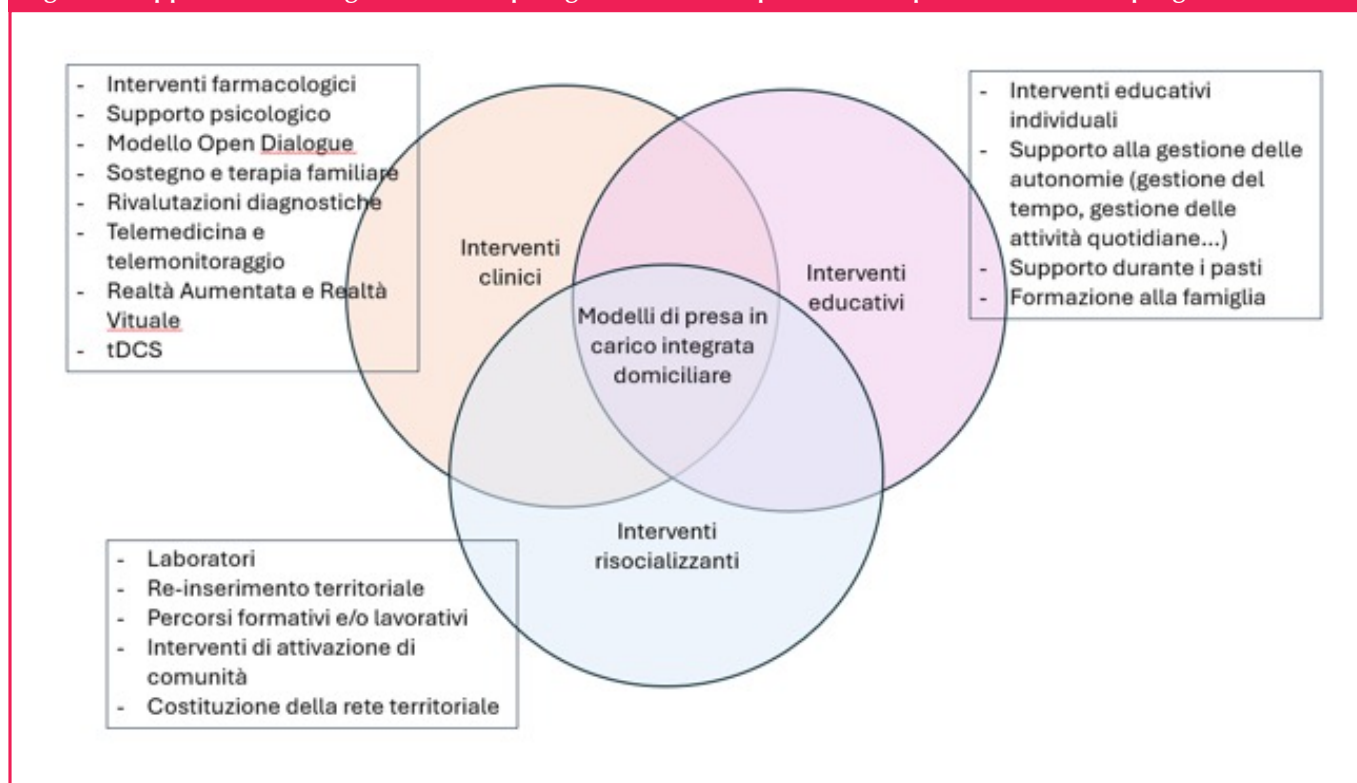 - Interventi farmacologici
- Supporto psicologico
- Modello Open Dialogue
- Sostegno e terapia familiare
- Rivalutazioni diagnostiche
- Telemedicina e
telemonitoraggio
- Realtà Aumentata e Realtà
Vituale
- tDCS
- Interventi educativi
individuali
- Supporto alla gestione delle
autonomie (gestione del
tempo, gestione delle
attività quotidiane...)
- Supporto durante i pasti
- Formazione alla famiglia
Interventi
clinici
Interventi
educativi
Modelli di presa in
carico integrata
domiciliare
Interventi
risocializzanti
- Laboratori
- Re-inserimento territoriale
- Percorsi formativi e/o lavorativi
- Interventi di attivazione di
comunità
- Costituzione della rete territoriale